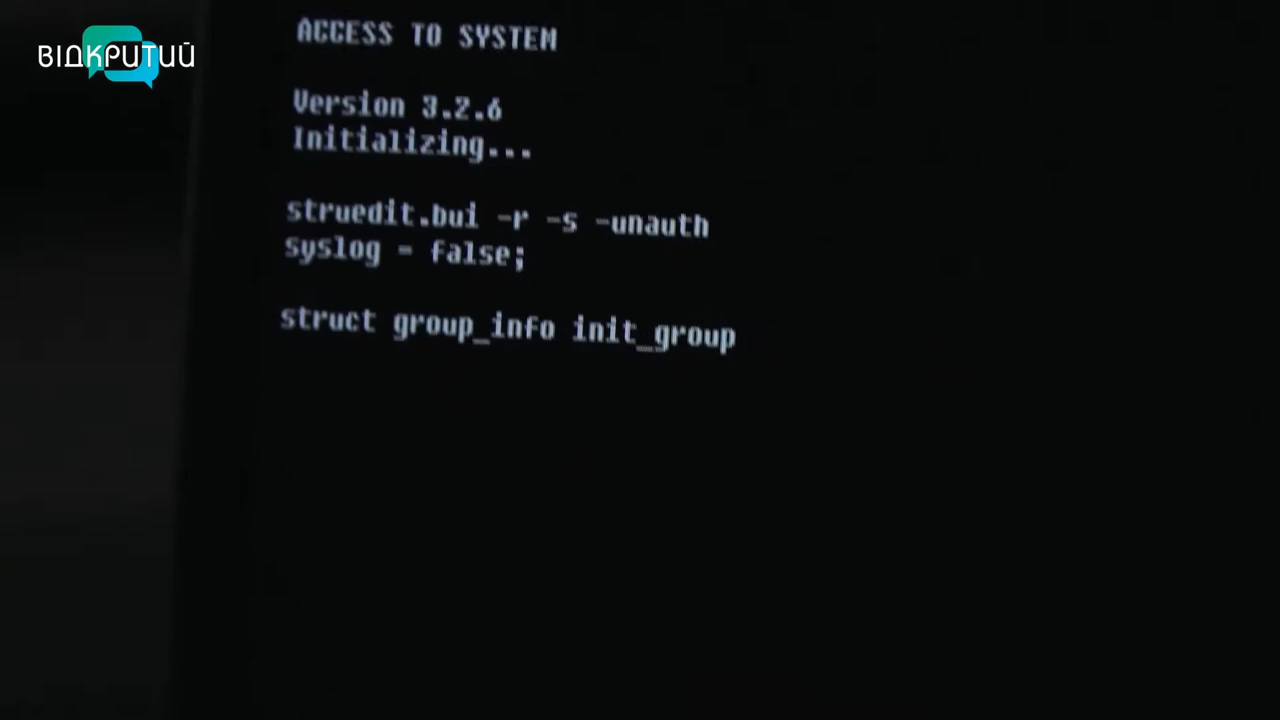 ВІДКРИТИЙ
ACCESS TO SYSTEM
Version 3.2.6
Initializing...
struedit.bui -r -s -unauth
syslog = false;
struct group_info init_group